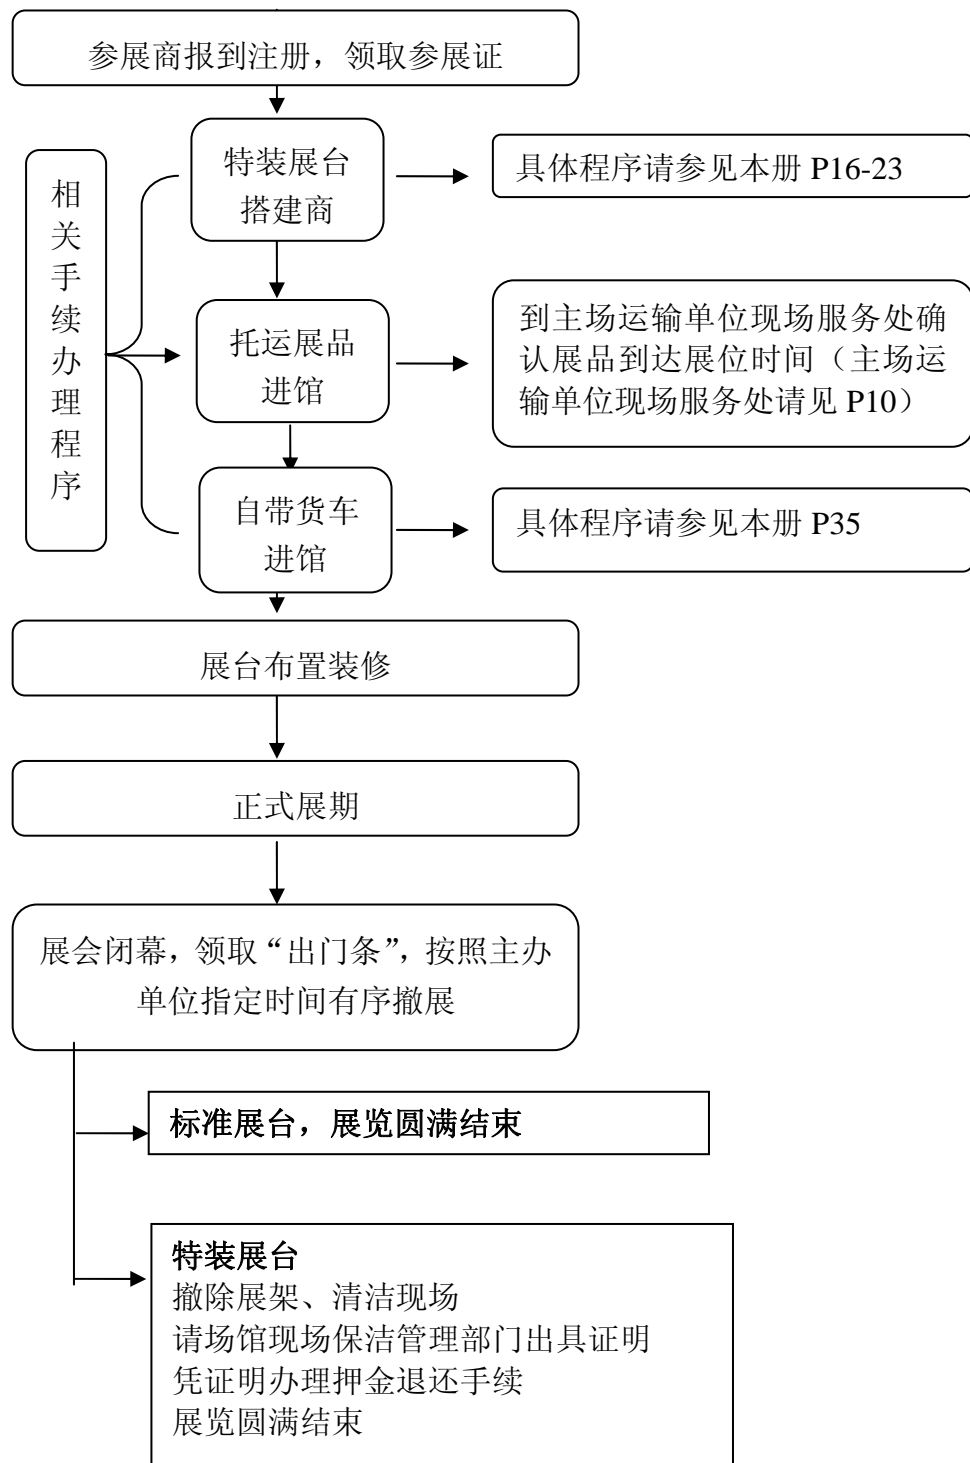 参展商报到注册，领取参展证
特装展台
搭建商
具体程序请参见本册 P16-23
相关手续办理程序
托运展品
进馆
到主场运输单位现场服务处确
认展品到达展位时间（主场运
输单位现场服务处请见 P10）
自带货车
进馆
具体程序请参见本册 P35
展台布置装修
正式展期
展会闭幕，领取“出门条”，按照主办
单位指定时间有序撤展
标准展台，展览圆满结束
特装展台
撤除展架、清洁现场
请场馆现场保洁管理部门出具证明
凭证明办理押金退还手续
展览圆满结束